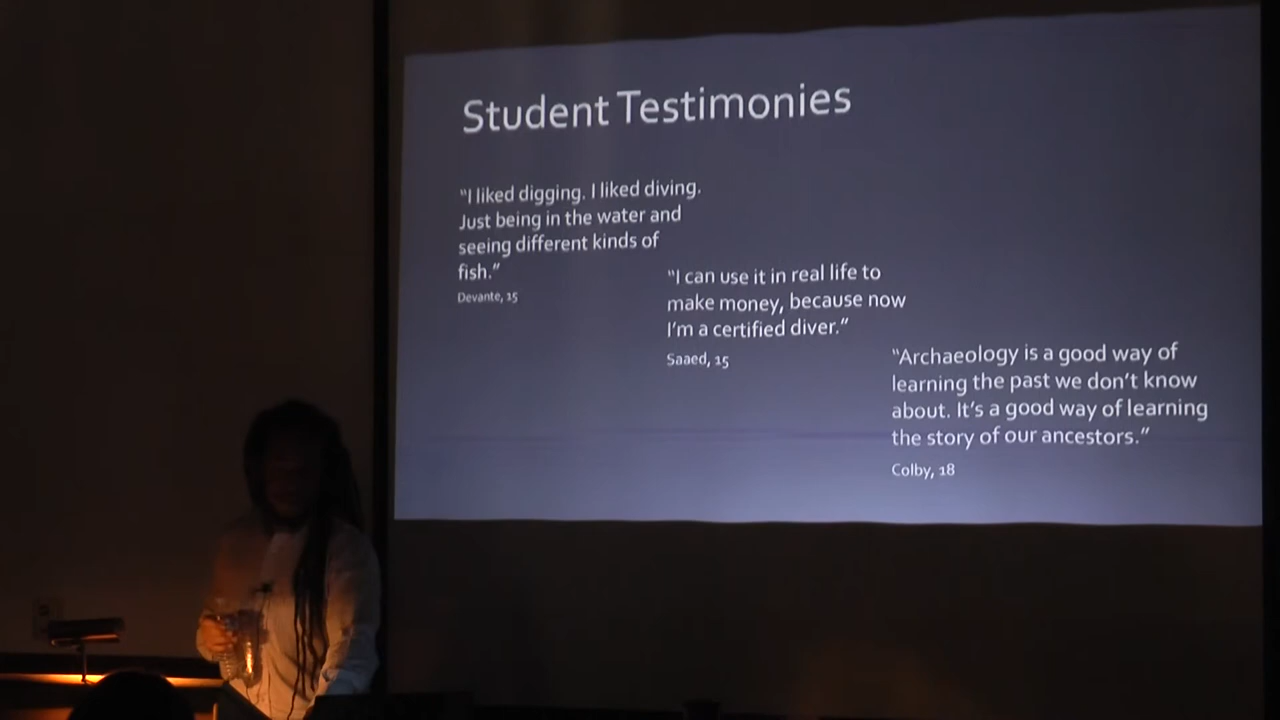 Student Testimonies
“I liked digging. I liked diving.
Just being in the water and
seeing different kinds of
fish.”
Devante, 15
“I can use it in real life to
make money, because now
I’m a certified diver.”
Saaed, 15
“Archaeology is a good way of
learning the past we don’t know
about. It’s a good way of learning
the story of our ancestors.”
Colby, 18